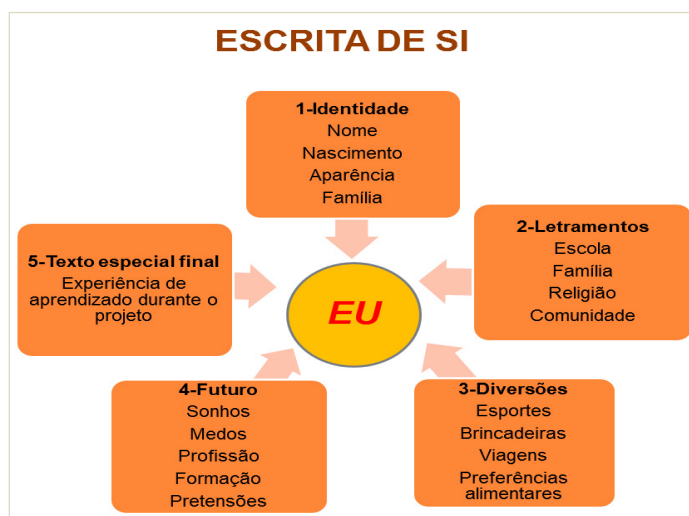 ESCRITA DE SI
1-Identidade
Nome
Nascimento
Aparência
Família
2-Letramentos
Escola
Família
Religião
Comunidade
3-Diversões
Esportes
Brincadeiras
Viagens
Preferências
alimentares
4-Futuro
Sonhos
Medos
Profissão
Formação
Pretensões
5-Texto especial final
Experiência de
aprendizado durante o
projeto
EU